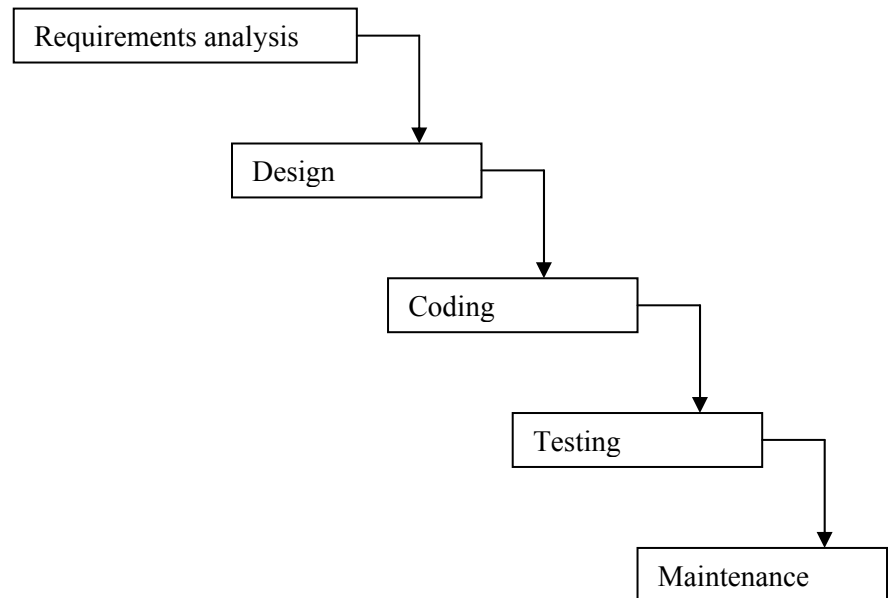 Requirements analysis
Design
Coding
Testing
Maintenance